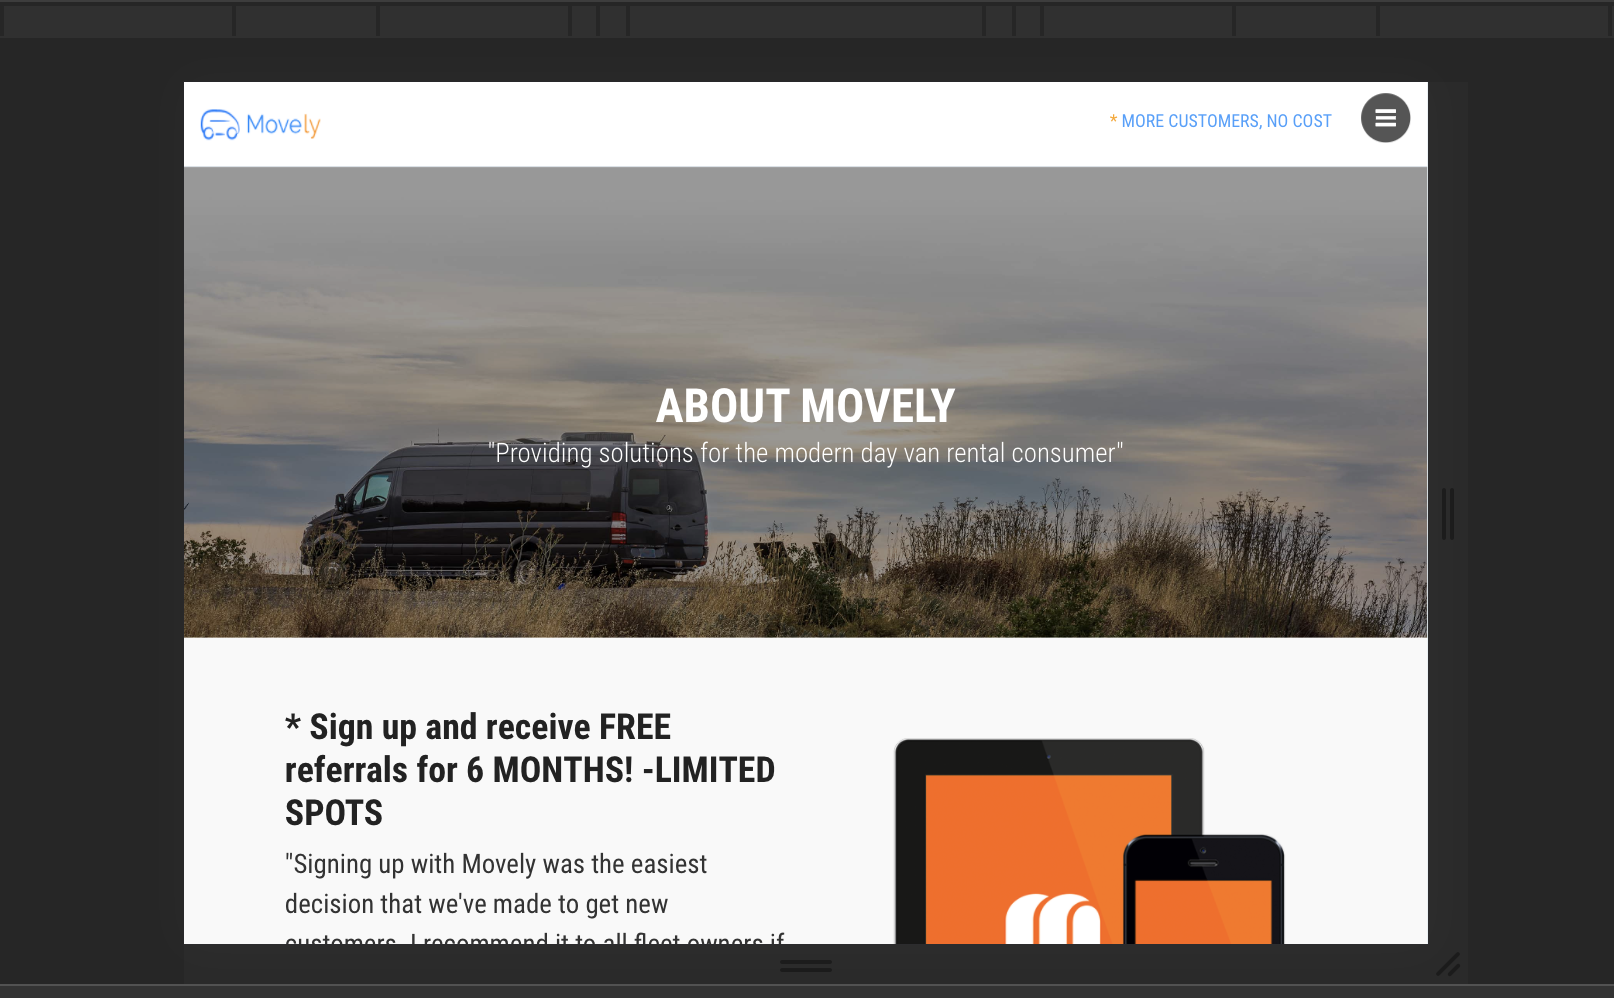 Movely
* MORE CUSTOMERS, NO COST
ABOUT MOVELY
"Providing solutions for the modern day van rental consumer"
* Sign up and receive FREE
referrals for 6 MONTHS! -LIMITED
SPOTS
"Signing up with Movely was the easiest
decision that we've made to get new
customers. I recommend it to all fleet owners if